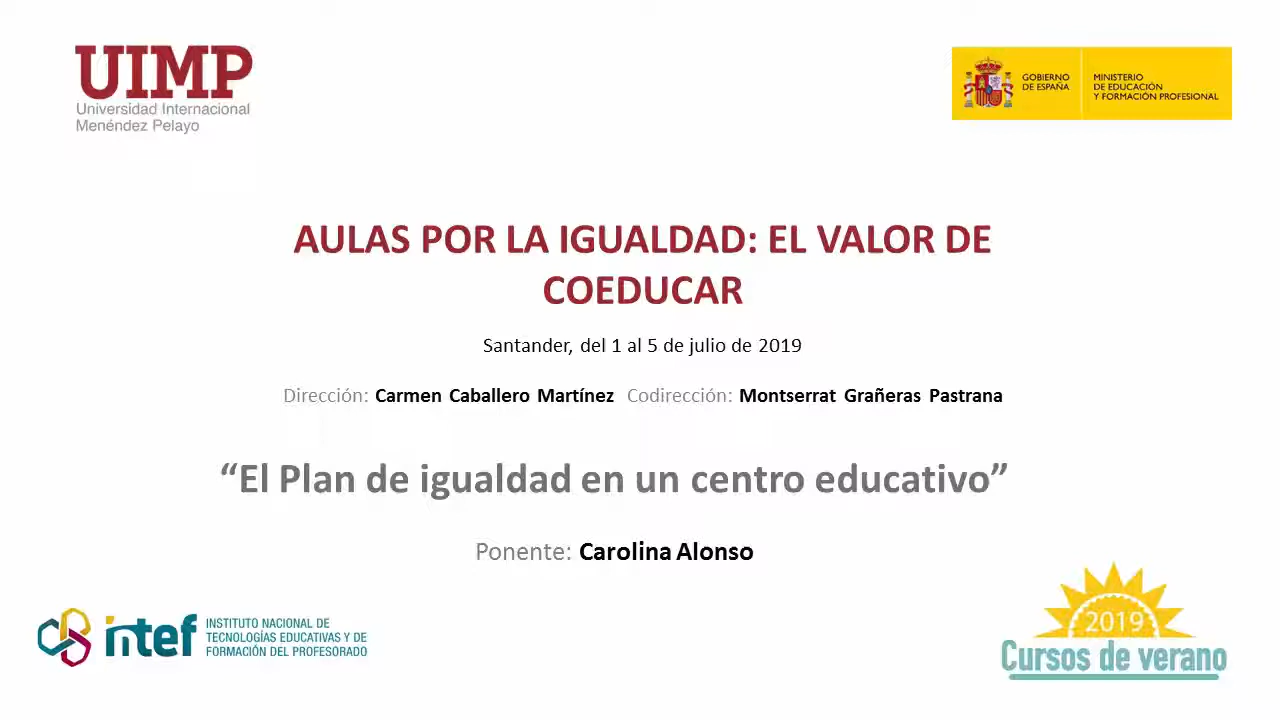 UIMP
Universidad Internacional
Menéndez Pelayo
GOBIERNO
DE ESPAÑA
MINISTERIO
DE EDUCACIÓN
Y FORMACIÓN PROFESIONAL
AULAS POR LA IGUALDAD: EL VALOR DE
COEDUCAR
Santander, del 1 al 5 de julio de 2019
Dirección: Carmen Caballero Martínez Codirección: Montserrat Grañeras Pastrana
“El Plan de igualdad en un centro educativo”
Ponente: Carolina Alonso
intef
INSTITUTO NACIONAL DE
TECNOLOGÍAS EDUCATIVAS Y DE
FORMACIÓN DEL PROFESORADO
2019
Cursos de verano